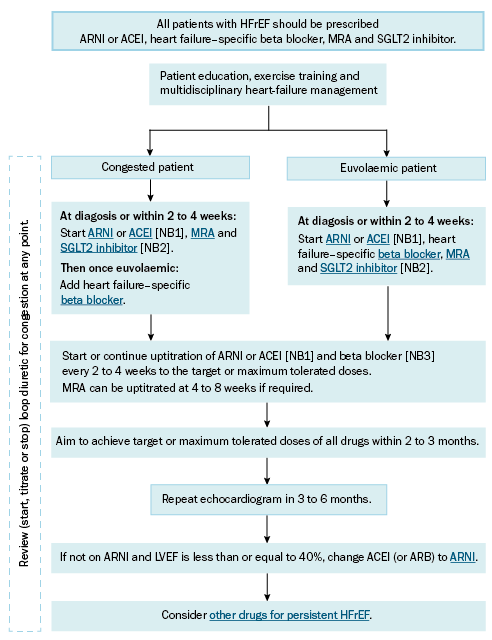 All patients with HFrEF should be prescribed
ARNI or ACEI, heart failure–specific beta blocker, MRA and SGLT2 inhibitor.
Patient education, exercise training and
multidisciplinary heart-failure management
Congested patient
Euvolaemic patient
At diagosis or within 2 to 4 weeks:
Start ARNI or ACEI [NB1], MRA and
SGLT2 inhibitor [NB2].
Then once euvolaemic:
Add heart failure–specific
beta blocker.
At diagosis or within 2 to 4 weeks:
Start ARNI or ACEI [NB1], heart
failure–specific beta blocker, MRA
and SGLT2 inhibitor [NB2].
Start or continue uptitration of ARNI or ACEI [NB1] and beta blocker [NB3]
every 2 to 4 weeks to the target or maximum tolerated doses.
MRA can be uptitrated at 4 to 8 weeks if required.
Aim to achieve target or maximum tolerated doses of all drugs within 2 to 3 months.
Repeat echocardiogram in 3 to 6 months.
If not on ARNI and LVEF is less than or equal to 40%, change ACEI (or ARB) to ARNI.
Consider other drugs for persistent HFrEF.
Review (start, titrate or stop) loop diuretic for congestion at any point.